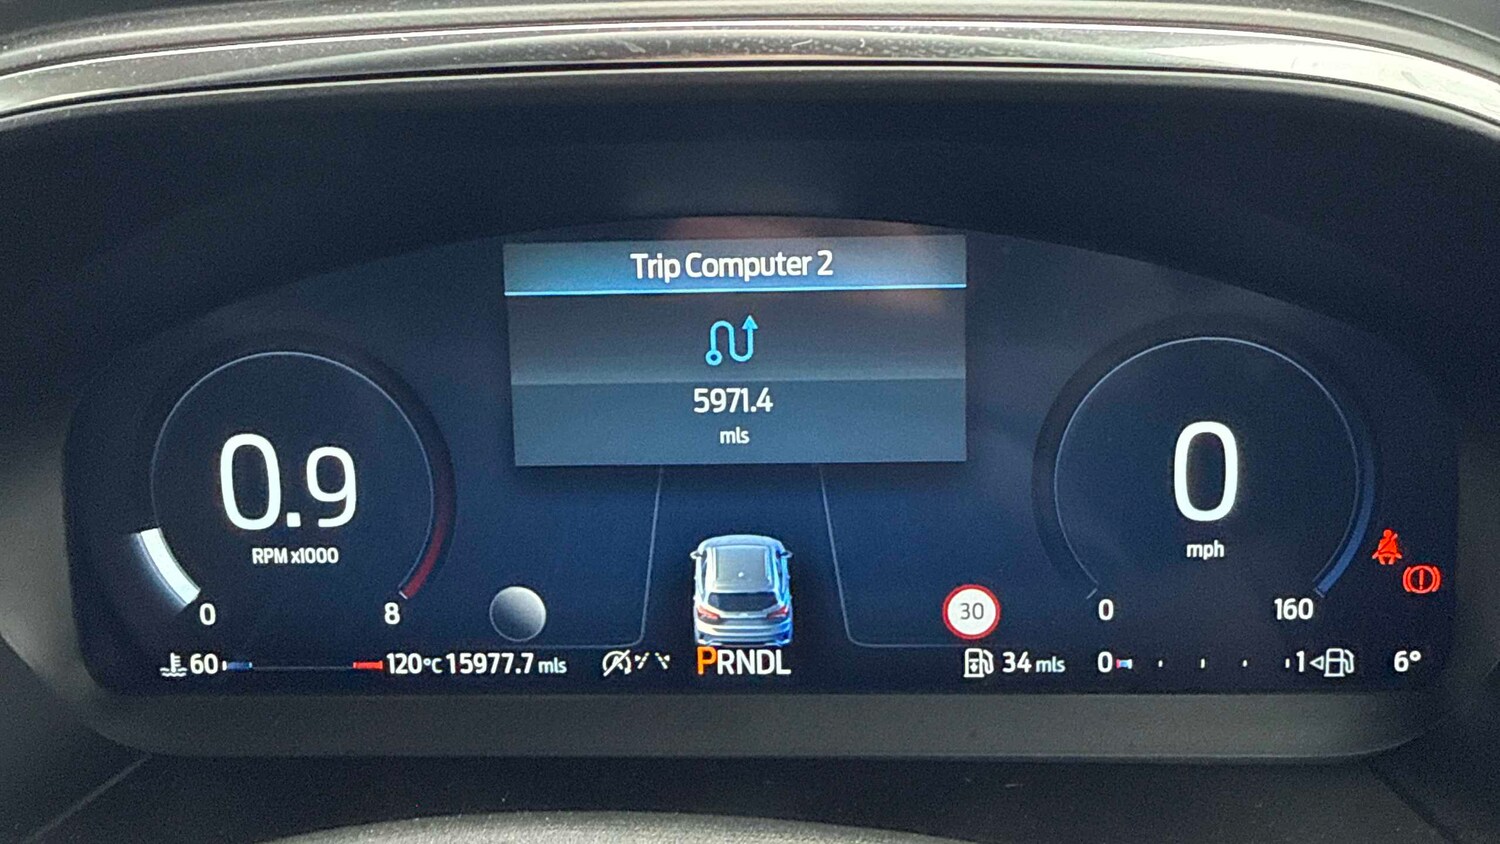 Trip Computer 2
5971.4
mls
0.9
RPM x1000
0 8
0
mph
0 160
30
60 120°C 15977.7 mls
PRNDL
34 mls
0 1
6°